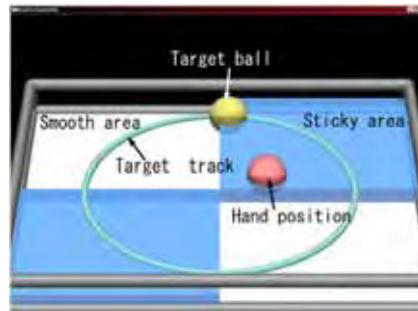 Target ball
Smooth area
Sticky area
Target track
Hand position